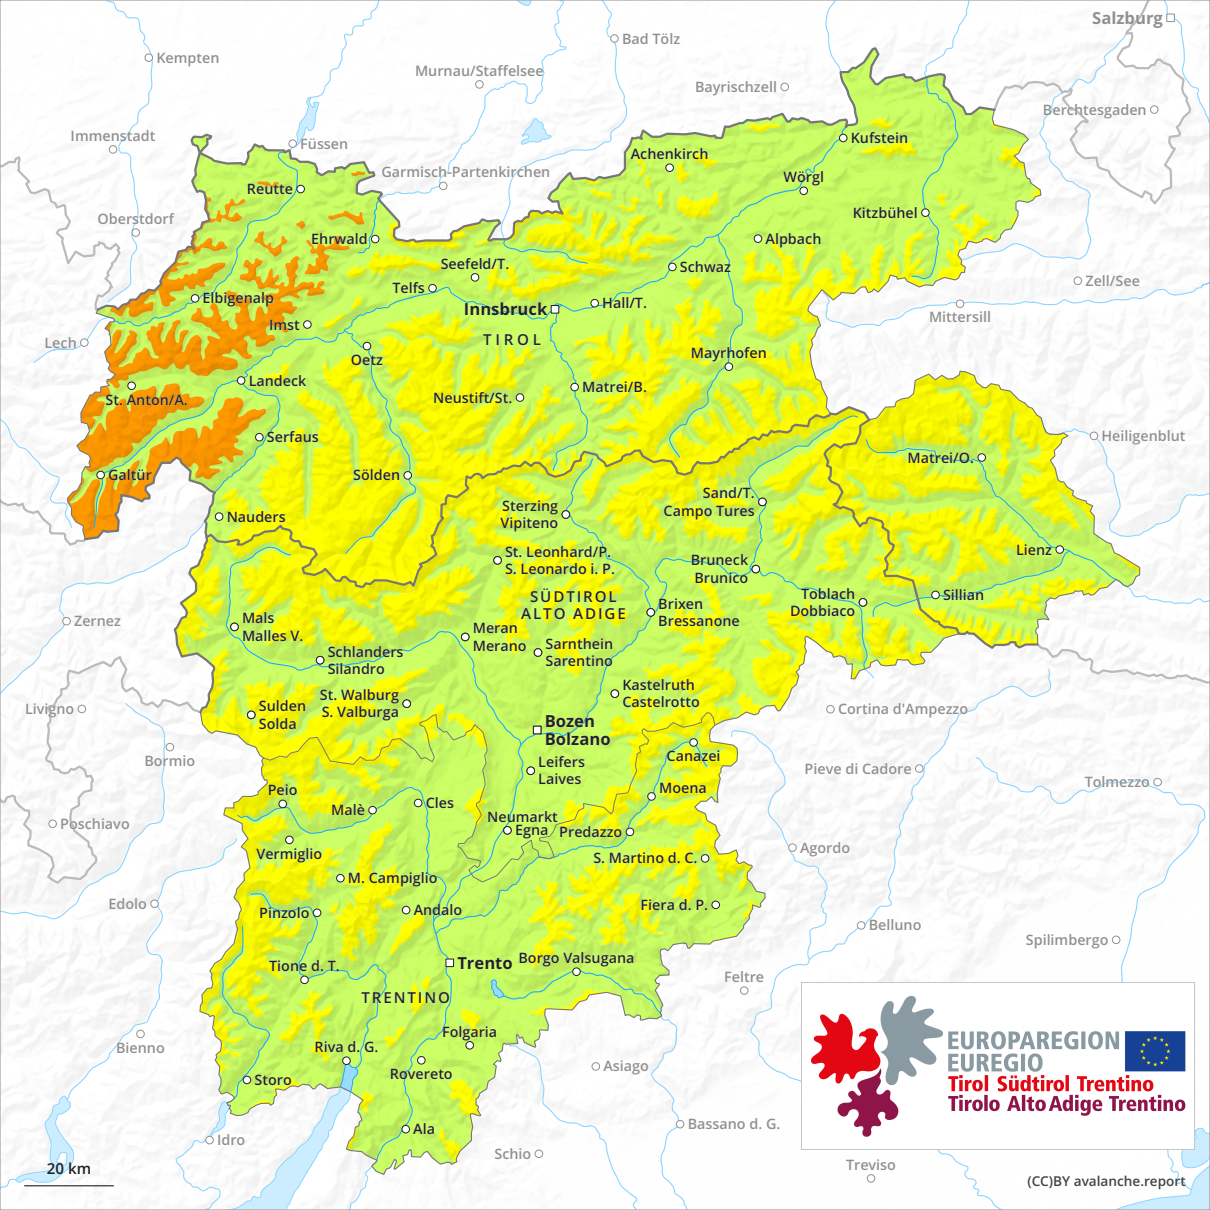 Salzburg
Bad Tölz
Kempten
Murnau/Staffelsee
Bayrischzell
Berchtesgaden
Immenstadt
Füssen
Kufstein
Achenkirch
Garmisch-Partenkirchen
Wörgl
Reutte
Oberstdorf
Kitzbühel
Ehrwald
Alpbach
Seefeld/T.
Schwaz
Zell/See
Telfs
Elbigenalp
Hall/T.
Innsbruck
Mittersill
Imst
TIROL
Lech
Oetz
Mayrhofen
Landeck
Matrei/B.
St. Anton/A.
Neustift/St.
Serfaus
Heiligenblut
Matrei/O.
Galtür
Sölden
Sand/T.
Campo Tures
Sterzing
Vipiteno
Nauders
St. Leonhard/P.
S. Leonardo i. P.
Lienz
Bruneck
Brunico
SÜDTIROL
ALTO ADIGE
Toblach
Dobbiaco
Sillian
Brixen
Bressanone
Zernez
Mals
Malles V.
Meran
Merano
Sarnthein
Sarentino
Schlanders
Silandro
Kastelruth
Castelrotto
St. Walburg
S. Valburga
Livigno
Sulden
Solda
Cortina d'Ampezzo
Bozen
Bolzano
Bormio
Canazei
Leifers
Laives
Pieve di Cadore
Tolmezzo
Peio
Moena
Malè
Cles
Poschiavo
Neumarkt
Egna
Predazzo
Vermiglio
Agordo
S. Martino d. C.
M. Campiglio
Edolo
Pinzolo
Andalo
Fiera d. P.
Belluno
Spilimbergo
Trento
Borgo Valsugana
Tione d. T.
Feltre
TRENTINO
Folgaria
Bienno
Riva d. G.
Asiago
Rovereto
Storo
EUROPAREGION
EUREGIO
Tirol Südtirol Trentino
Tirolo Alto Adige Trentino
Bassano d. G.
Ala
Idro
Schio
Treviso
20 km
(CC)BY avalanche.report